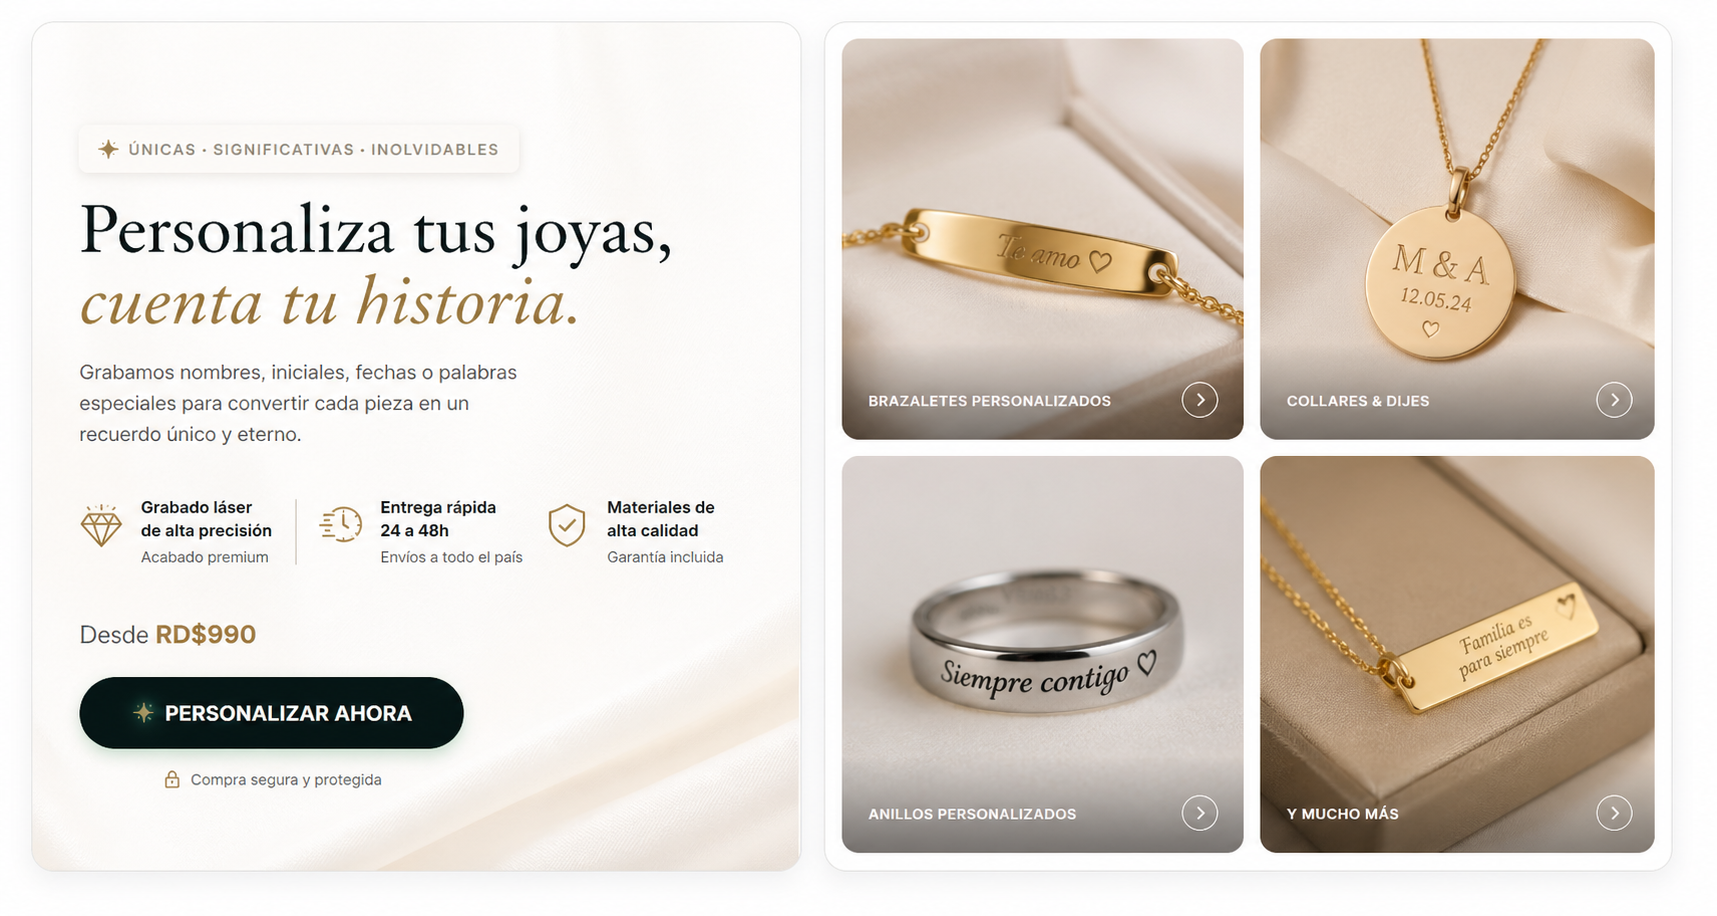 ÚNICAS · SIGNIFICATIVAS · INOLVIDABLES
Personaliza tus joyas,
cuenta tu historia.
Grabamos nombres, iniciales, fechas o palabras
especiales para convertir cada pieza en un
recuerdo único y eterno.
Grabado láser
de alta precisión
Acabado premium
Entrega rápida
24 a 48h
Envíos a todo el país
Materiales de
alta calidad
Garantía incluida
Desde RD$990
PERSONALIZAR AHORA
Compra segura y protegida
Te amo ♡
BRAZALETES PERSONALIZADOS
M & A
12.05.24
♡
COLLARES & DIJES
Siempre contigo ♡
ANILLOS PERSONALIZADOS
Familia es
para siempre
Y MUCHO MÁS